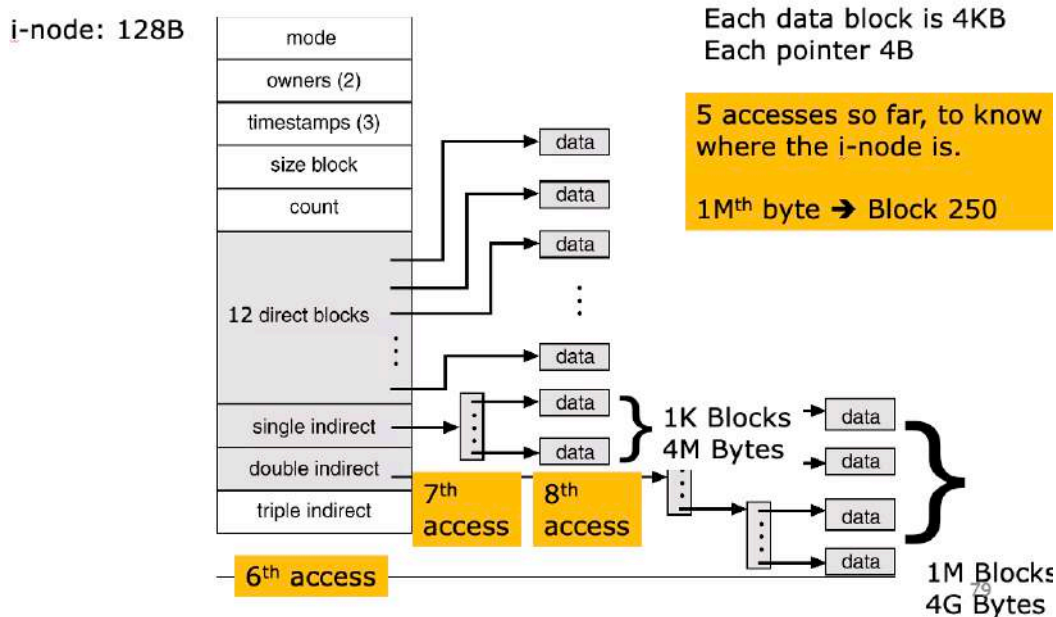 i-node: 128B
mode
owners (2)
timestamps (3)
size block
count
12 direct blocks
single indirect
double indirect
triple indirect
data
data
data
data
data
data
1K Blocks
4M Bytes
data
data
data
data
1M Blocks
4G Bytes
79
7th
access
8th
access
6th access
Each data block is 4KB
Each pointer 4B
5 accesses so far, to know
where the i-node is.
1Mth byte ➔ Block 250